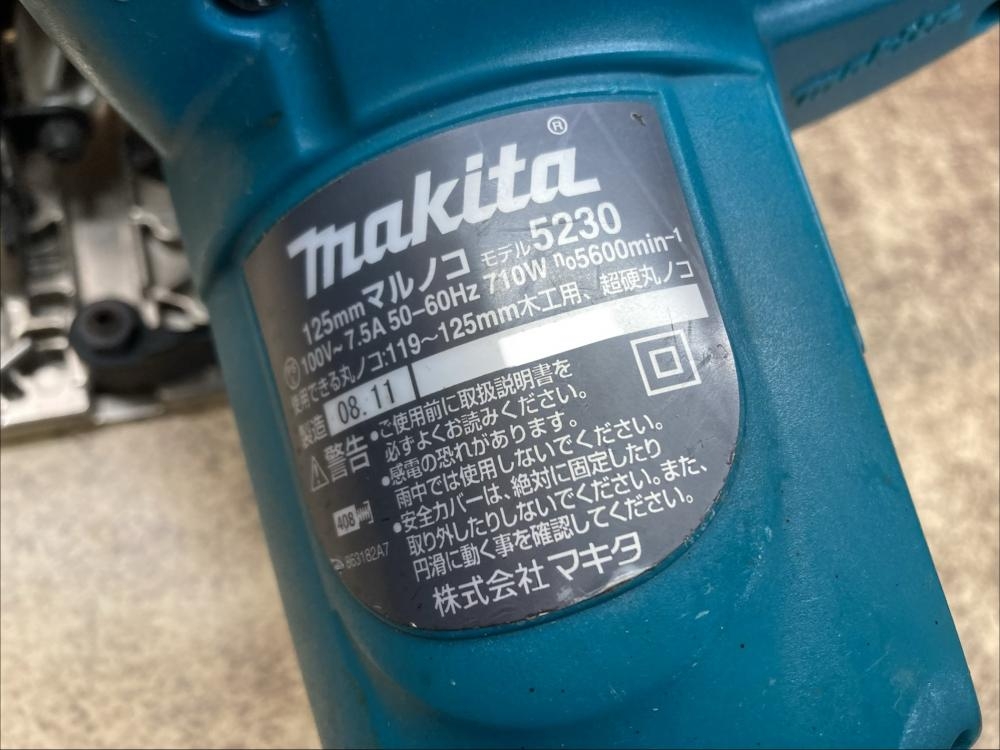 makita®
125mmマルノコ モデル5230
100V～7.5A 50-60Hz 710W n₀5600min⁻¹
使用できる丸ノコ:119～125mm木工用、超硬丸ノコ
製造 08.11
警告
•ご使用前に取扱説明書を
必ずよくお読みください。
•感電の恐れがあります。
雨中では使用しないでください。
•安全カバーは、絶対に固定したり
取り外したりしないでください。また、
円滑に動く事を確認してください。
408
863182A7
株式会社 マキタ
makita